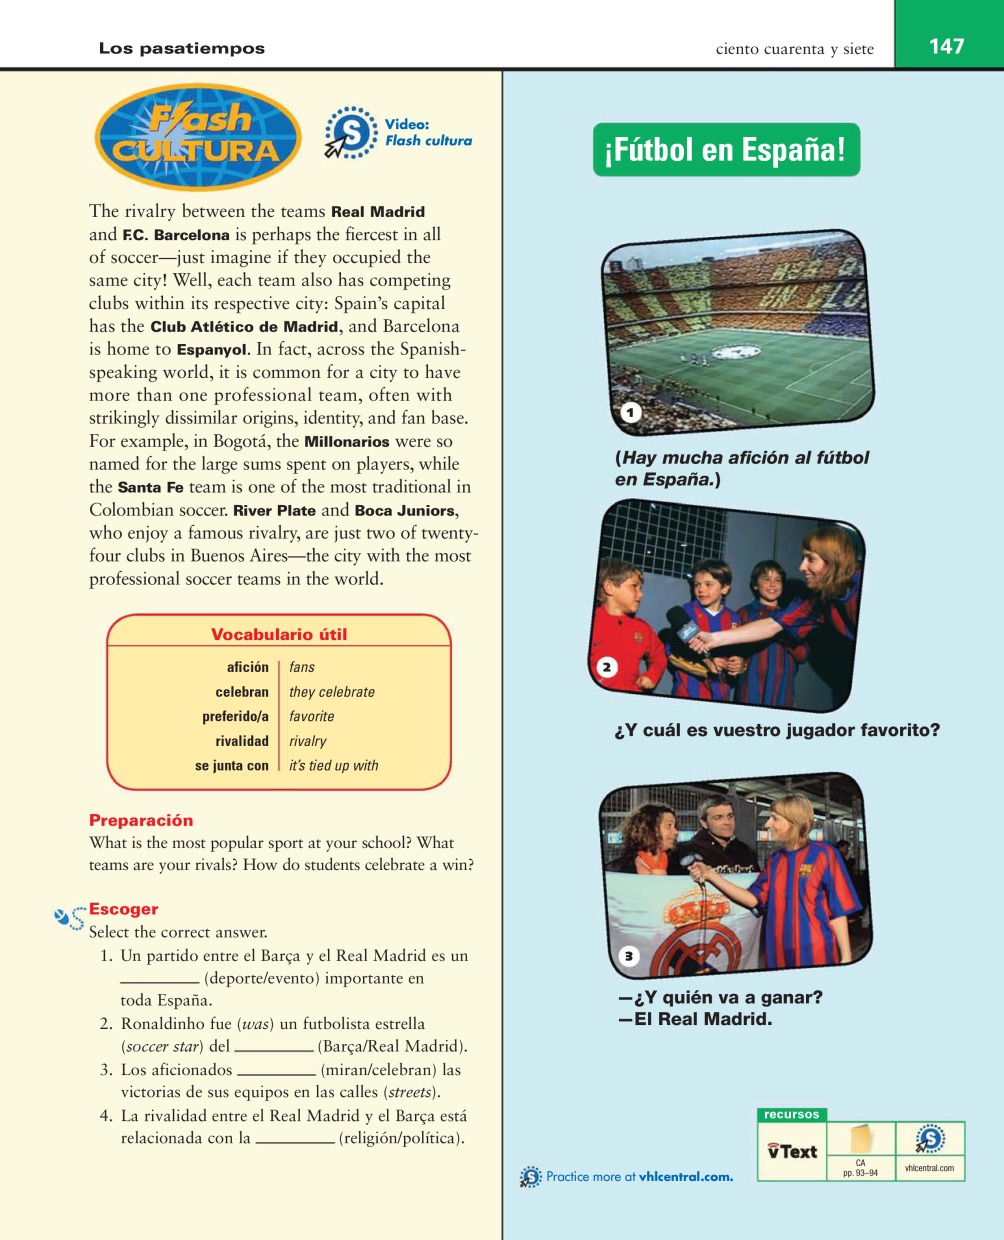 Los pasatiempos
ciento cuarenta y siete
147
Flash
CULTURA
Video:
Flash cultura
The rivalry between the teams Real Madrid
and F.C. Barcelona is perhaps the fiercest in all
of soccer—just imagine if they occupied the
same city! Well, each team also has competing
clubs within its respective city: Spain's capital
has the Club Atlético de Madrid, and Barcelona
is home to Espanyol. In fact, across the Spanish-
speaking world, it is common for a city to have
more than one professional team, often with
strikingly dissimilar origins, identity, and fan base.
For example, in Bogotá, the Millonarios were so
named for the large sums spent on players, while
the Santa Fe team is one of the most traditional in
Colombian soccer. River Plate and Boca Juniors,
who enjoy a famous rivalry, are just two of twenty-
four clubs in Buenos Aires—the city with the most
professional soccer teams in the world.
Vocabulario útil
afición fans
celebran they celebrate
preferido/a favorite
rivalidad rivalry
se junta con it's tied up with
Preparación
What is the most popular sport at your school? What
teams are your rivals? How do students celebrate a win?
Escoger
Select the correct answer.
1. Un partido entre el Barça y el Real Madrid es un
_________ (deporte/evento) importante en
toda España.
2. Ronaldinho fue (was) un futbolista estrella
(soccer star) del _________ (Barça/Real Madrid).
3. Los aficionados _________ (miran/celebran) las
victorias de sus equipos en las calles (streets).
4. La rivalidad entre el Real Madrid y el Barça está
relacionada con la _________ (religión/política).
¡Fútbol en España!
1
(Hay mucha afición al fútbol
en España.)
2
¿Y cuál es vuestro jugador favorito?
3
—¿Y quién va a ganar?
—El Real Madrid.
Practice more at vhlcentral.com.
recursos
vText
CA
pp. 93–94
S
vhlcentral.com